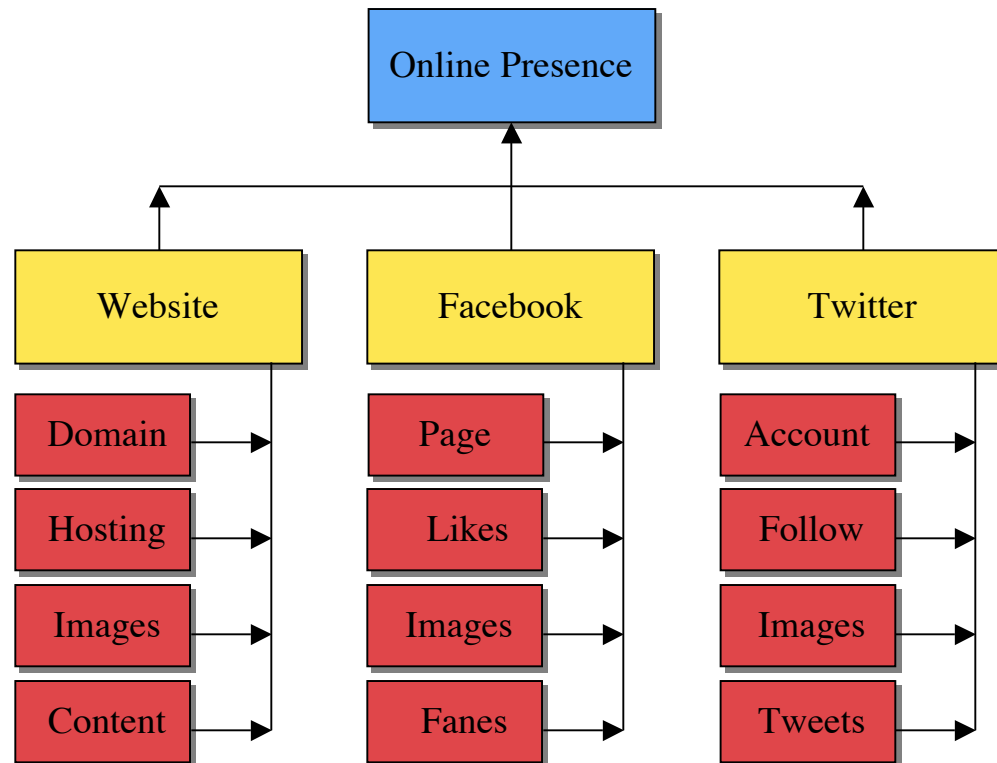 Online Presence
Website
Facebook
Twitter
Domain
Page
Account
Hosting
Likes
Follow
Images
Images
Images
Content
Fanes
Tweets